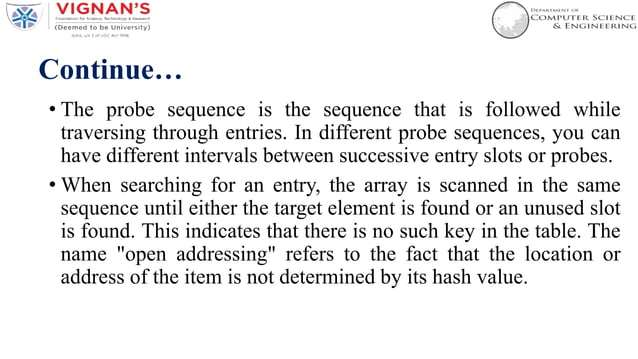 VIGNAN'S
Foundation for Science, Technology & Research
(Deemed to be University)
DEPARTMENT OF
COMPUTER SCIENCE
& ENGINEERING
Continue…
• The probe sequence is the sequence that is followed while
traversing through entries. In different probe sequences, you can
have different intervals between successive entry slots or probes.
• When searching for an entry, the array is scanned in the same
sequence until either the target element is found or an unused slot
is found. This indicates that there is no such key in the table. The
name "open addressing" refers to the fact that the location or
address of the item is not determined by its hash value.